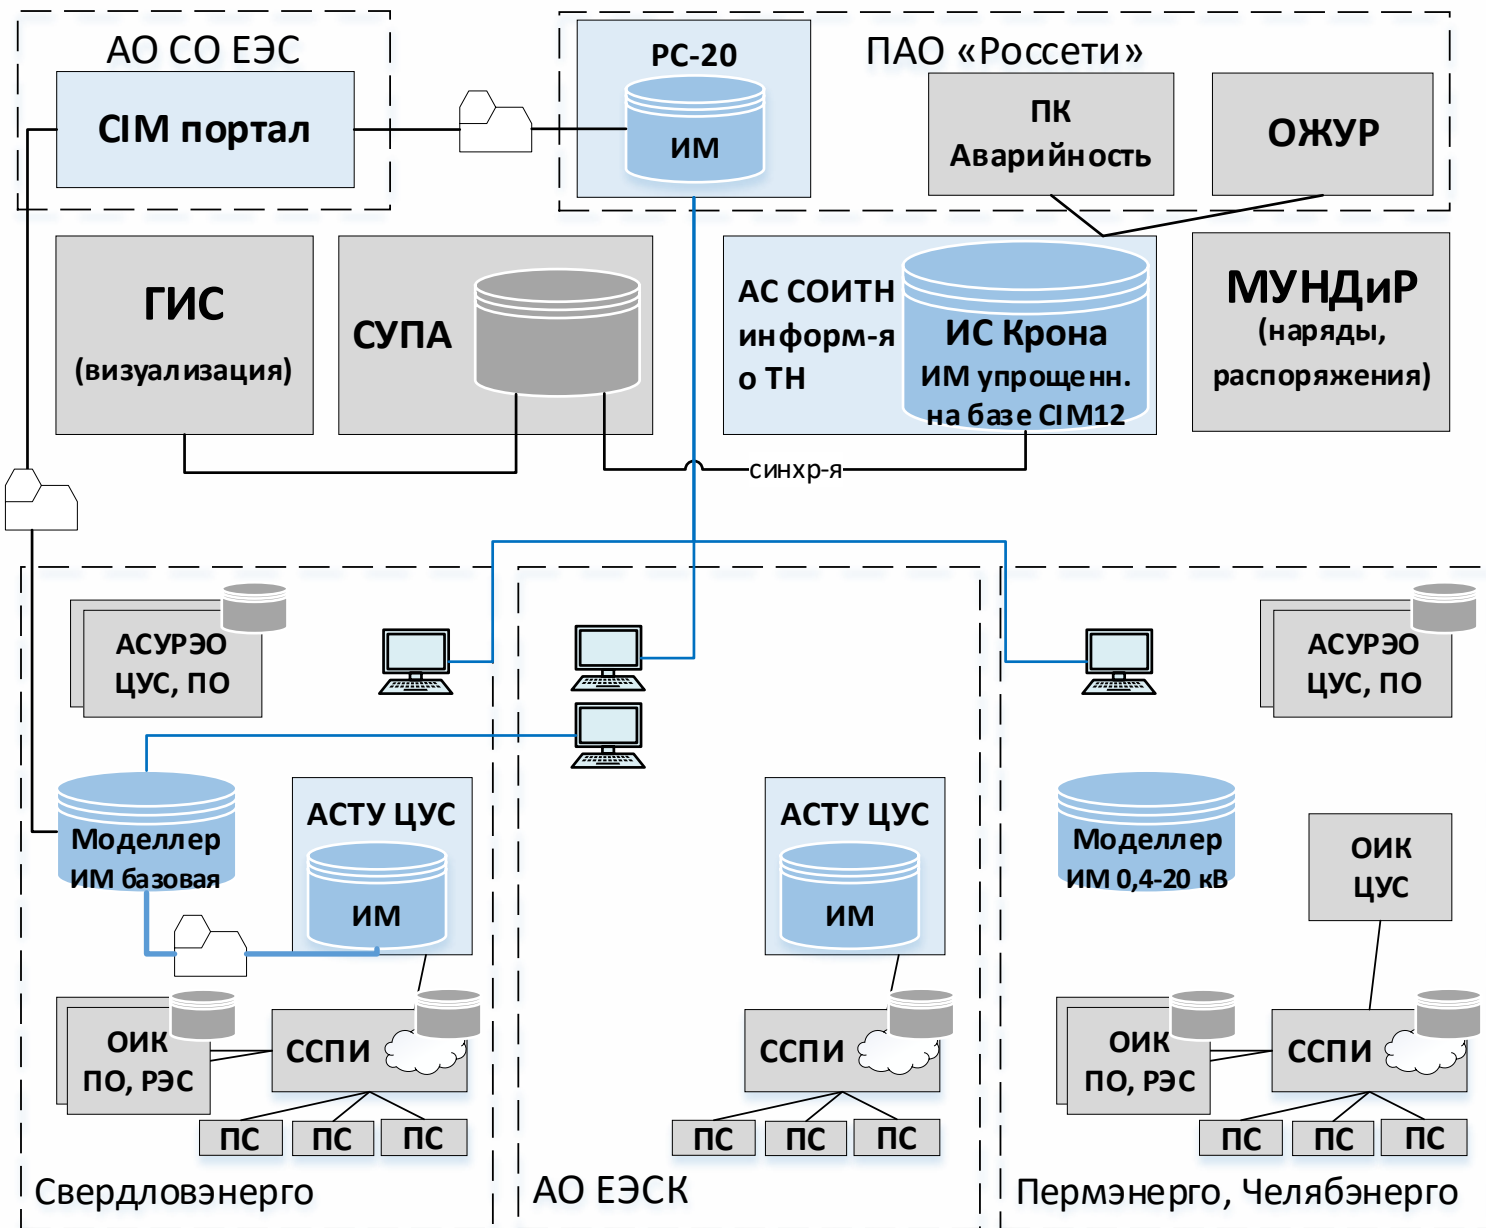 АО СО ЕЭС
CIM портал
РС-20
ИМ
ПАО «Россети»
ПК
Аварийность
ОЖУР
ГИС
(визуализация)
СУПА
АС СОИТН
информ-я
о ТН
ИС Крона
ИМ упрощенн.
на базе CIM12
МУНДиР
(наряды,
распоряжения)
синхр-я
АСУРЭО
ЦУС, ПО
Моделлер
ИМ базовая
АСТУ ЦУС
ИМ
ОИК
ПО, РЭС
ССПИ
ПС
ПС
ПС
Свердловэнерго
АСТУ ЦУС
ИМ
ССПИ
ПС
ПС
ПС
АО ЕЭСК
АСУРЭО
ЦУС, ПО
Моделлер
ИМ 0,4-20 кВ
ОИК
ЦУС
ОИК
ПО, РЭС
ССПИ
ПС
ПС
ПС
Пермэнерго, Челябэнерго